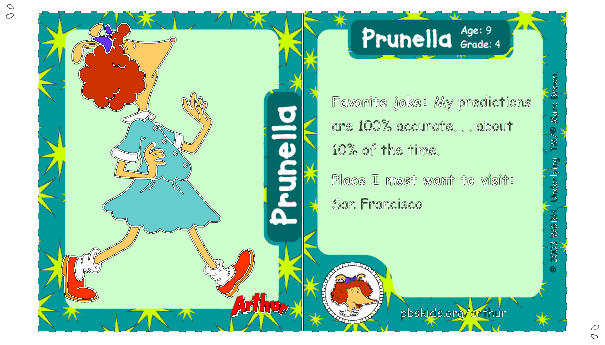 Prunella
Arthur
Prunella
Age: 9
Grade: 4
Favorite joke: My predictions
are 100% accurate. . . about
10% of the time.
Place I most want to visit:
San Francisco
pbskids.org/arthur